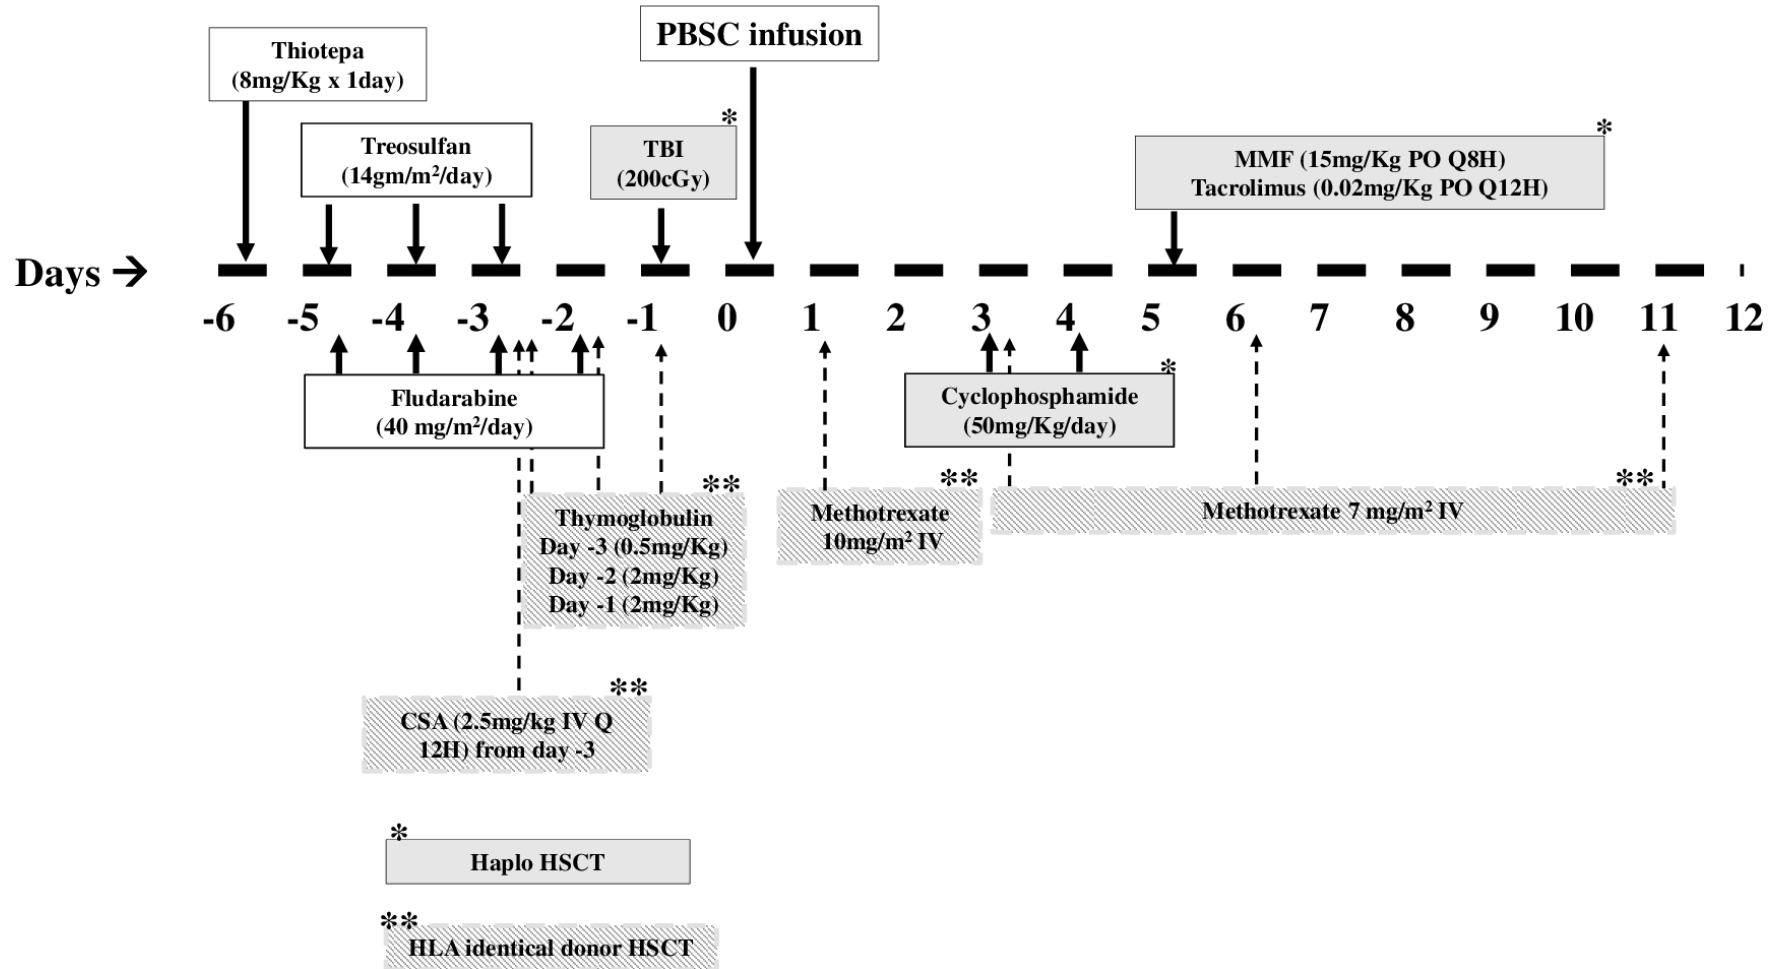 PBSC infusion
Thiotepa
(8mg/Kg x 1day)
Treosulfan
(14gm/m²/day)
*
TBI
(200cGy)
*
MMF (15mg/Kg PO Q8H)
Tacrolimus (0.02mg/Kg PO Q12H)
Days →
-6 -5 -4 -3 -2 -1 0 1 2 3 4 5 6 7 8 9 10 11 12
Fludarabine
(40 mg/m²/day)
*
Cyclophosphamide
(50mg/Kg/day)
**
Thymoglobulin
Day -3 (0.5mg/Kg)
Day -2 (2mg/Kg)
Day -1 (2mg/Kg)
**
Methotrexate
10mg/m² IV
**
Methotrexate 7 mg/m² IV
**
CSA (2.5mg/kg IV Q
12H) from day -3
*
Haplo HSCT
**
HLA identical donor HSCT